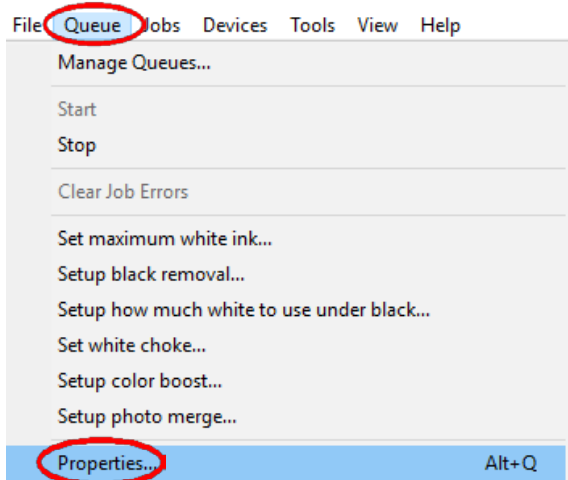 File Queue Jobs Devices Tools View Help
Manage Queues...
Start
Stop
Clear Job Errors
Set maximum white ink...
Setup black removal...
Setup how much white to use under black...
Set white choke...
Setup color boost...
Setup photo merge...
Properties... Alt+Q